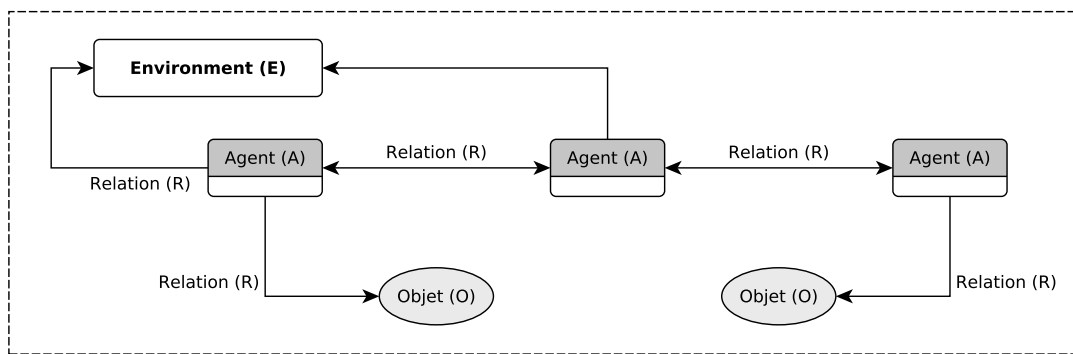 Environment (E)
Agent (A)
Relation (R)
Agent (A)
Relation (R)
Agent (A)
Relation (R)
Relation (R)
Objet (O)
Objet (O)
Relation (R)